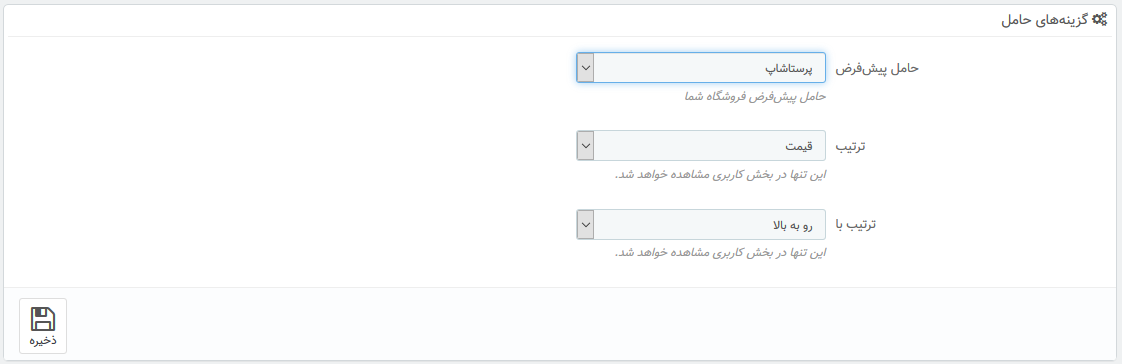 گزینه‌های حامل
حامل پیش‌فرض
پرستاشاپ
حامل پیش‌فرض فروشگاه شما
ترتیب
قیمت
این تنها در بخش کاربری مشاهده خواهد شد.
ترتیب با
رو به بالا
این تنها در بخش کاربری مشاهده خواهد شد.
ذخیره